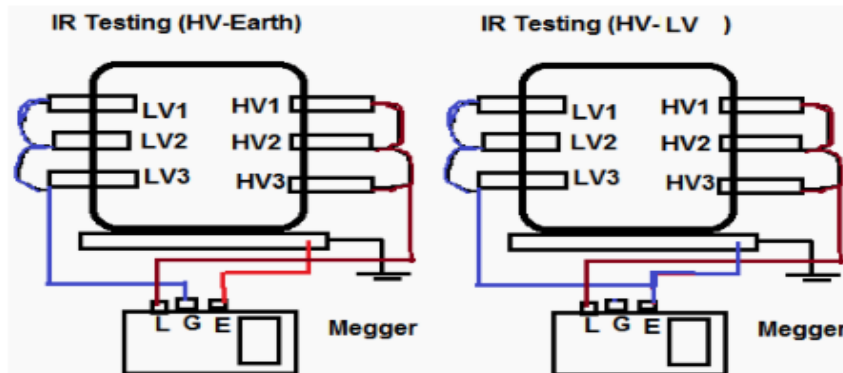 IR Testing (HV-Earth)
LV1
HV1
LV2
HV2
LV3
HV3
L G E
Megger
IR Testing (HV- LV )
LV1
HV1
LV2
HV2
LV3
HV3
L G E
Megger